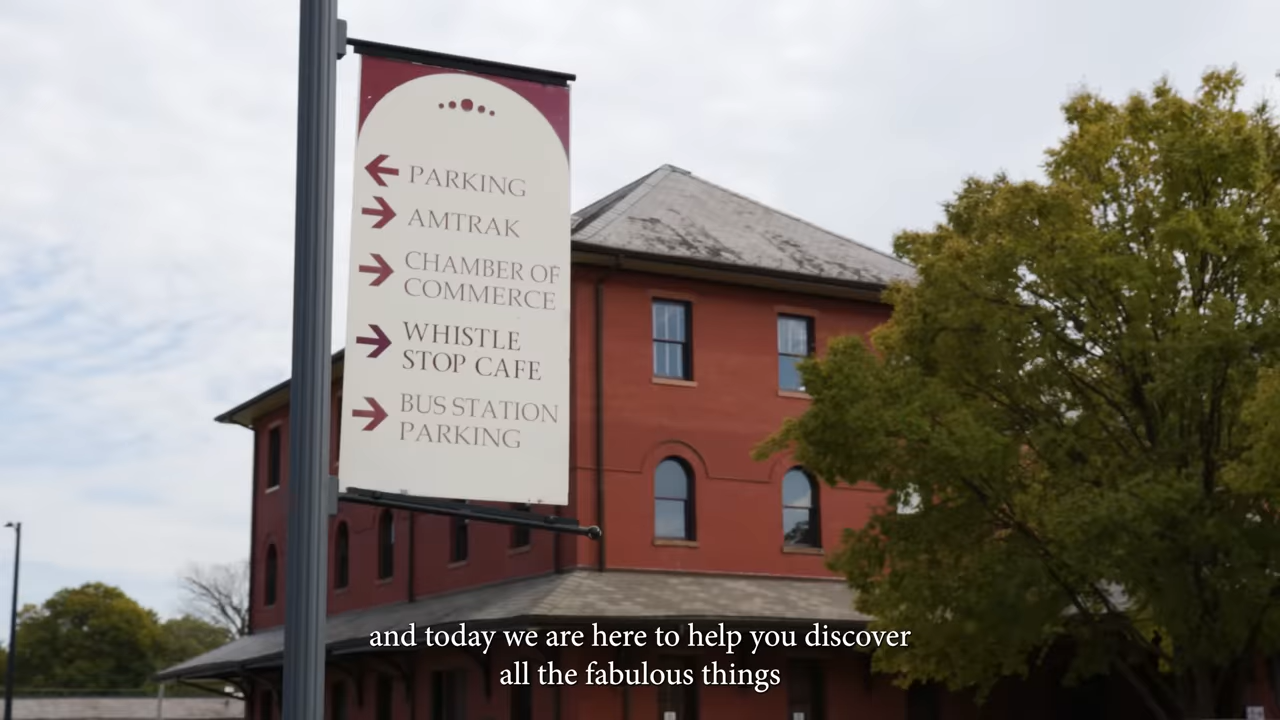 PARKING
AMTRAK
CHAMBER OF
COMMERCE
WHISTLE
STOP CAFE
BUS STATION
PARKING
and today we are here to help you discover
all the fabulous things